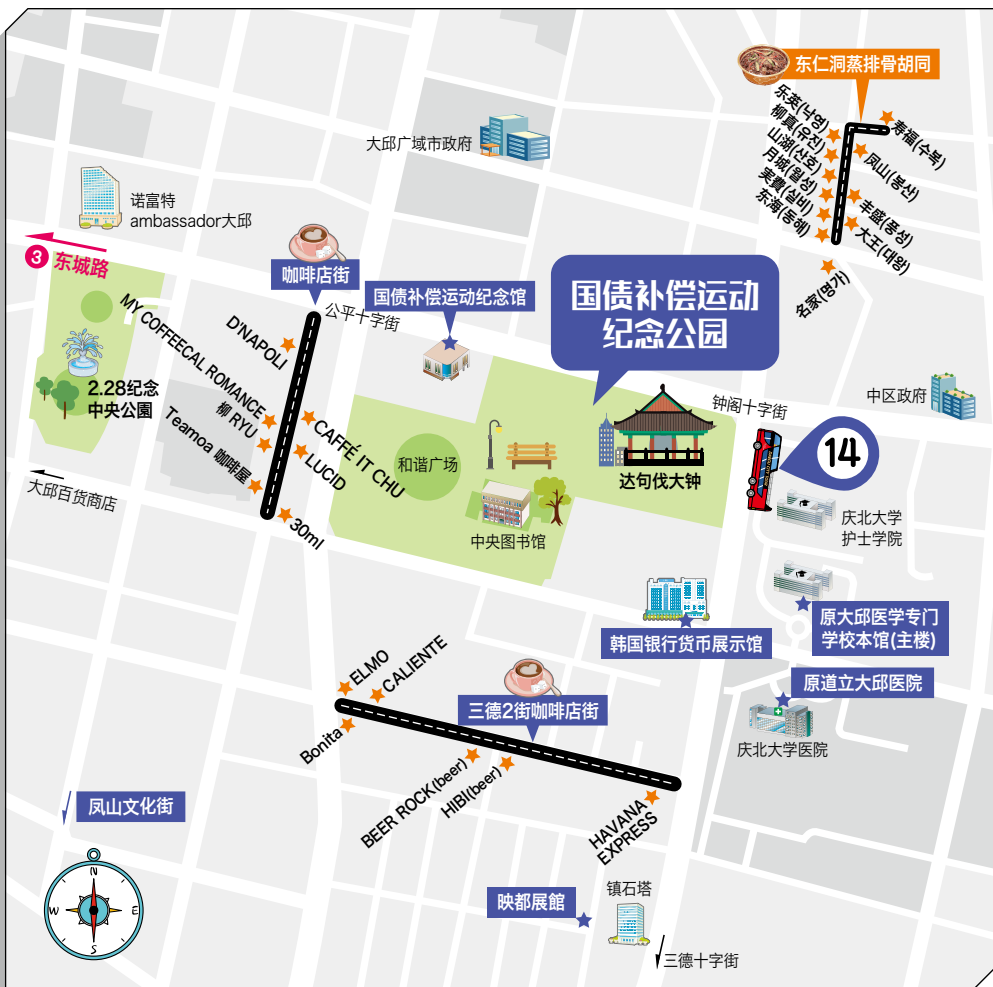 东仁洞蒸排骨胡同
乐英(낙영)
柳真(유진)
山湖(산호)
月城(월성)
実費(실비)
东海(동해)
寿福(수복)
凤山(봉산)
丰盛(풍성)
大王(대왕)
名家(명가)
大邱广域市政府
诺富特
ambassador大邱
3 东城路
咖啡店街
公平十字街
国债补偿运动纪念馆
国债补偿运动
纪念公园
中区政府
钟阁十字街
14
2.28纪念
中央公園
D'NAPOLI
MY COFFEECAL ROMANCE
柳 RYU
Teamoa 咖啡屋
CAFFÉ IT CHU
LUCID
30ml
和谐广场
中央图书馆
达句伐大钟
庆北大学
护士学院
大邱百货商店
韩国银行货币展示馆
原大邱医学专门
学校本馆(主楼)
原道立大邱医院
庆北大学医院
ELMO
CALIENTE
Bonita
三德2街咖啡店街
BEER ROCK(beer)
HIBI(beer)
HAVANA
EXPRESS
凤山文化街
N
W
E
S
映都展館
镇石塔
三德十字街